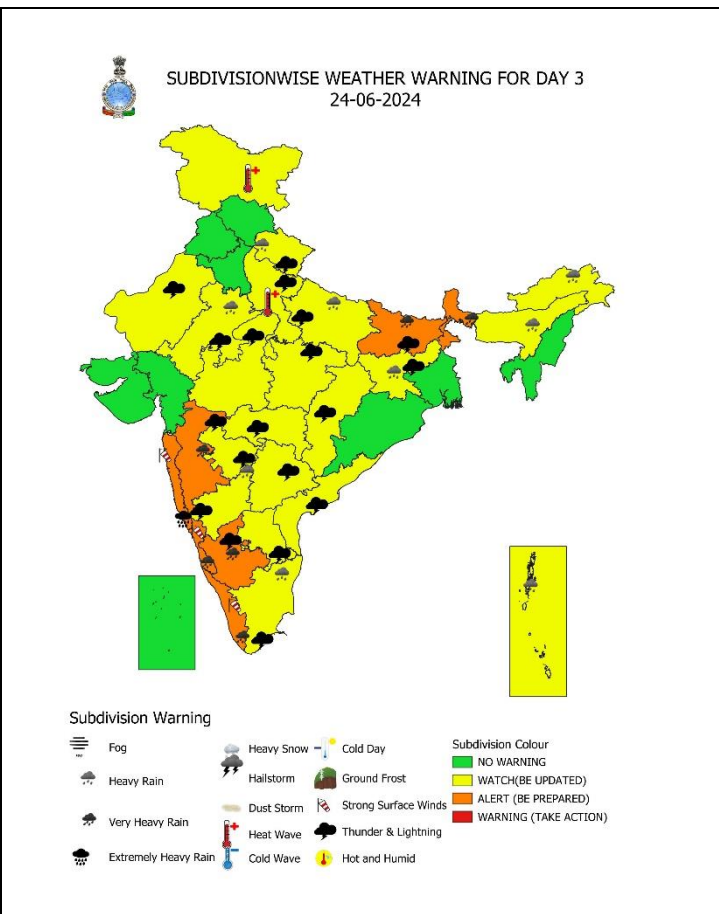 SUBDIVISIONWISE WEATHER WARNING FOR DAY 3
24-06-2024
Subdivision Warning
Fog
Heavy Rain
Very Heavy Rain
Extremely Heavy Rain
Heavy Snow
Hailstorm
Dust Storm
Heat Wave
Cold Wave
Cold Day
Ground Frost
Strong Surface Winds
Thunder & Lightning
Hot and Humid
Subdivision Colour
NO WARNING
WATCH(BE UPDATED)
ALERT (BE PREPARED)
WARNING (TAKE ACTION)